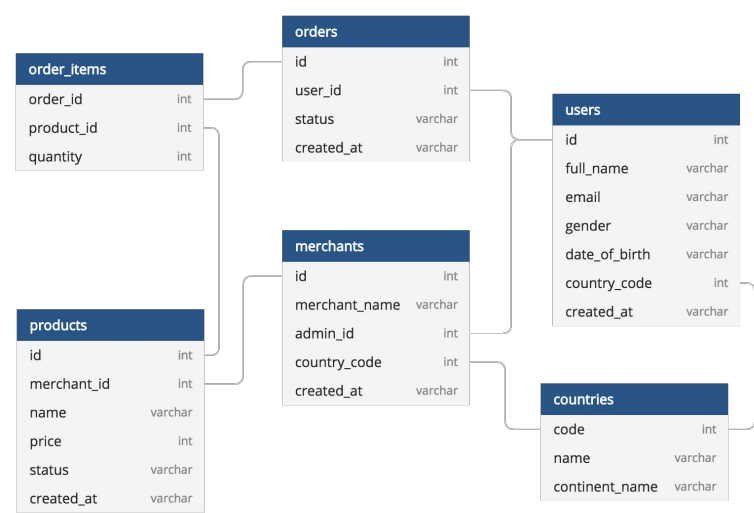 order_items
order_id int
product_id int
quantity int
orders
id int
user_id int
status varchar
created_at varchar
users
id int
full_name varchar
email varchar
gender varchar
date_of_birth varchar
country_code int
created_at varchar
merchants
id int
merchant_name varchar
admin_id int
country_code int
created_at varchar
products
id int
merchant_id int
name varchar
price int
status varchar
created_at varchar
countries
code int
name varchar
continent_name varchar